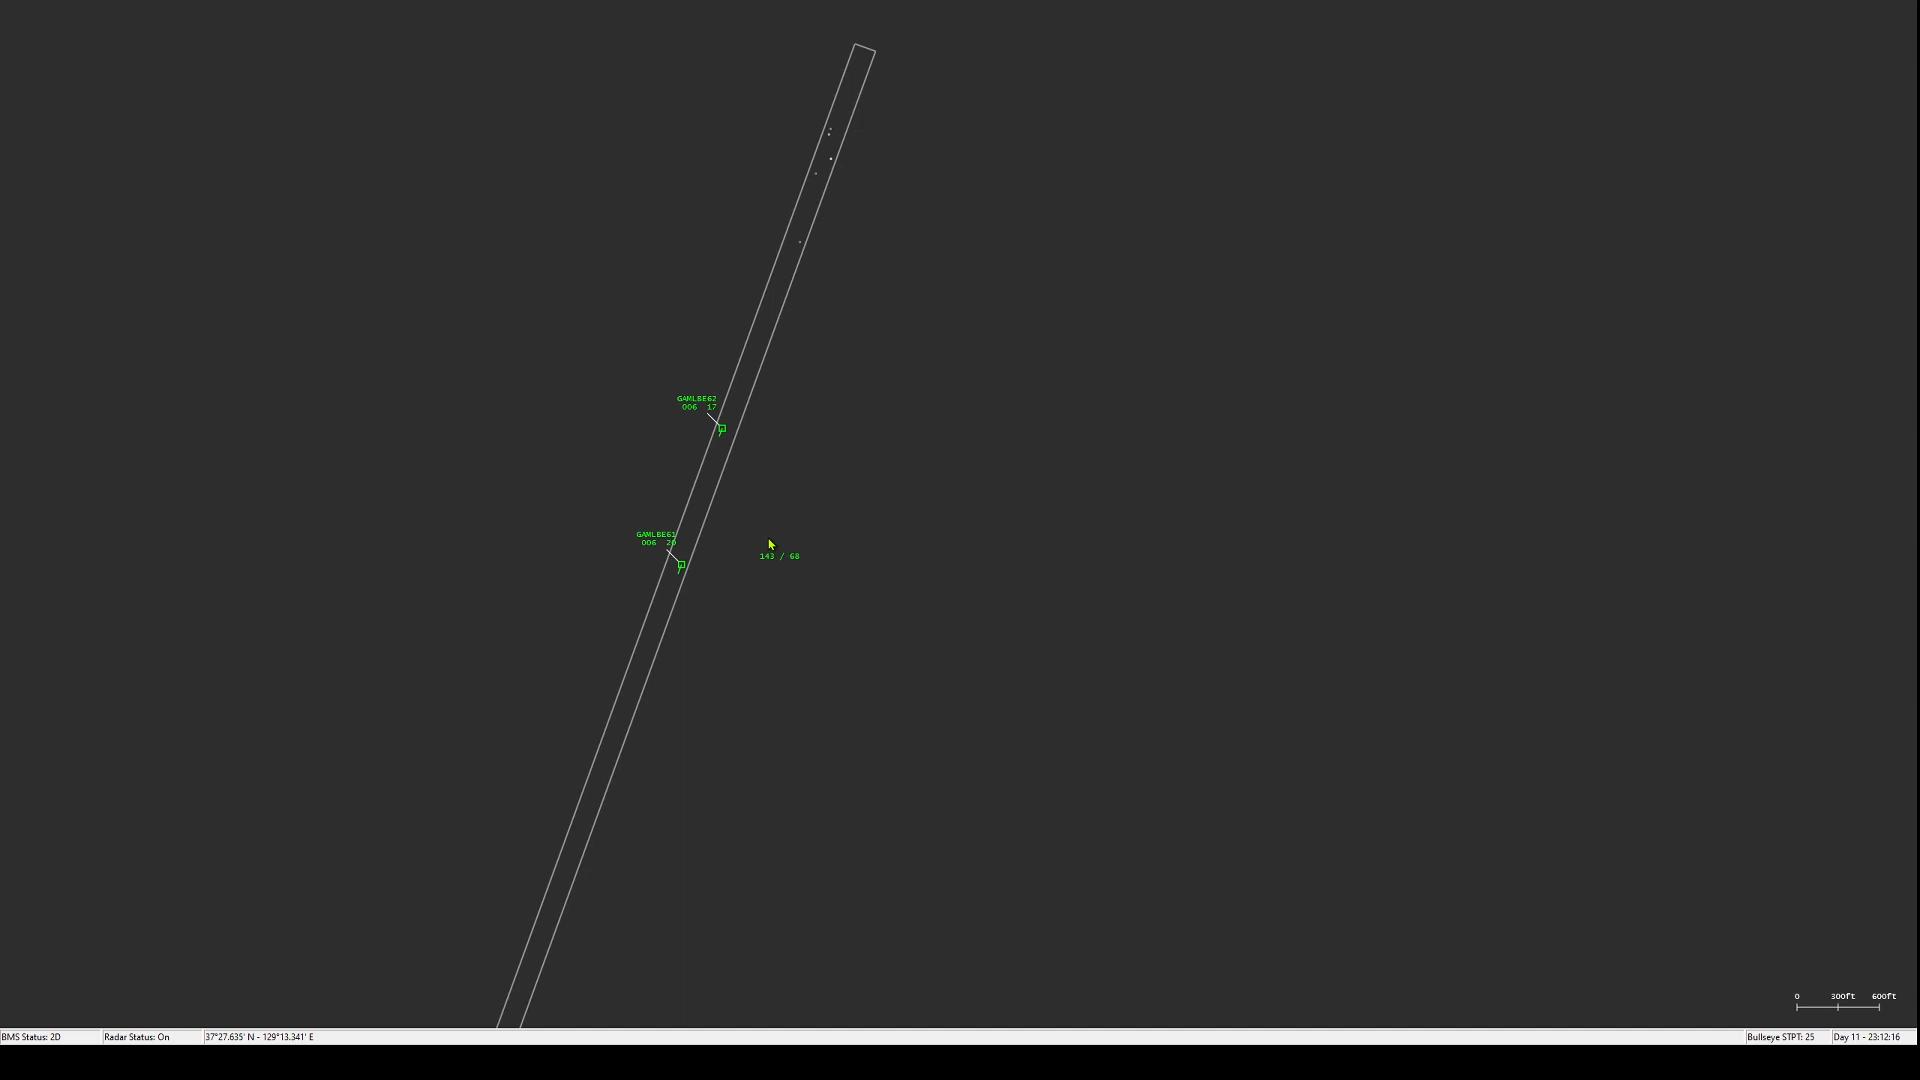 GAMLBE62
006 17
GAMLBE61
006 20
143 / 68
0 300ft 600ft
BMS Status: 2D Radar Status: On 37°27.635' N - 129°13.341' E Bullseye STPT: 25 Day 11 - 23:12:16